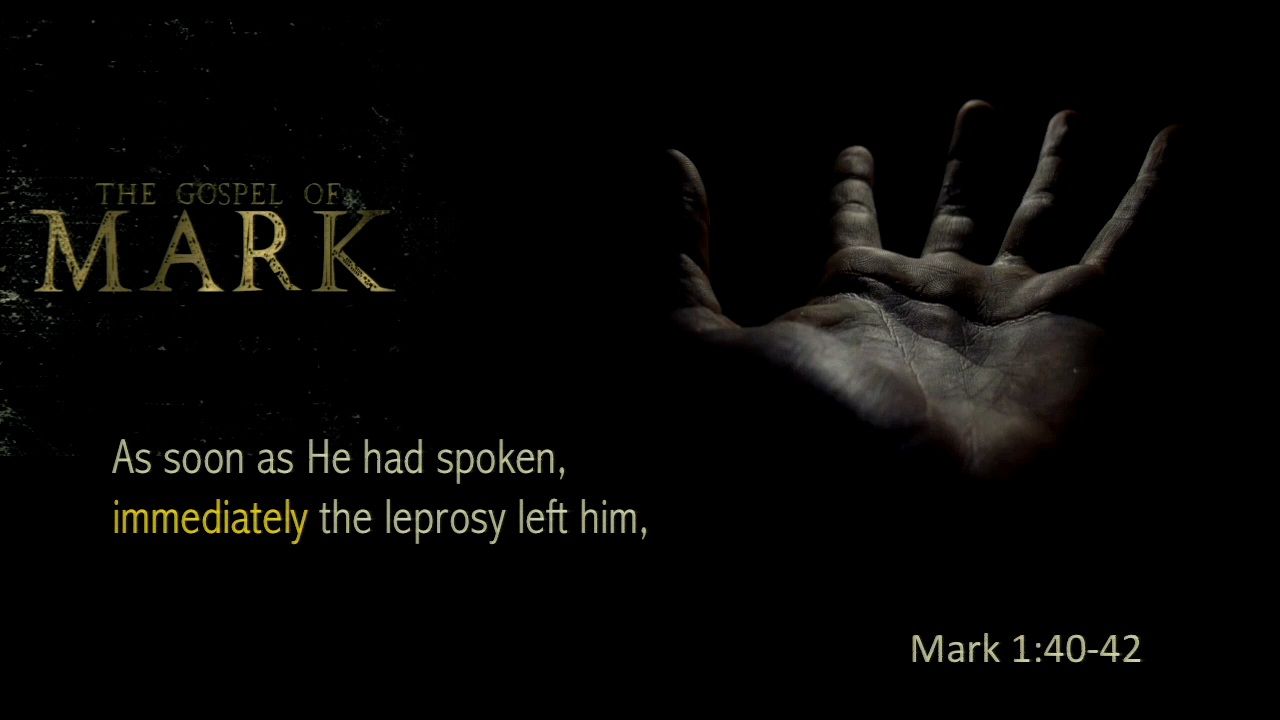 THE GOSPEL OF
MARK
As soon as He had spoken,
immediately the leprosy left him,
Mark 1:40-42